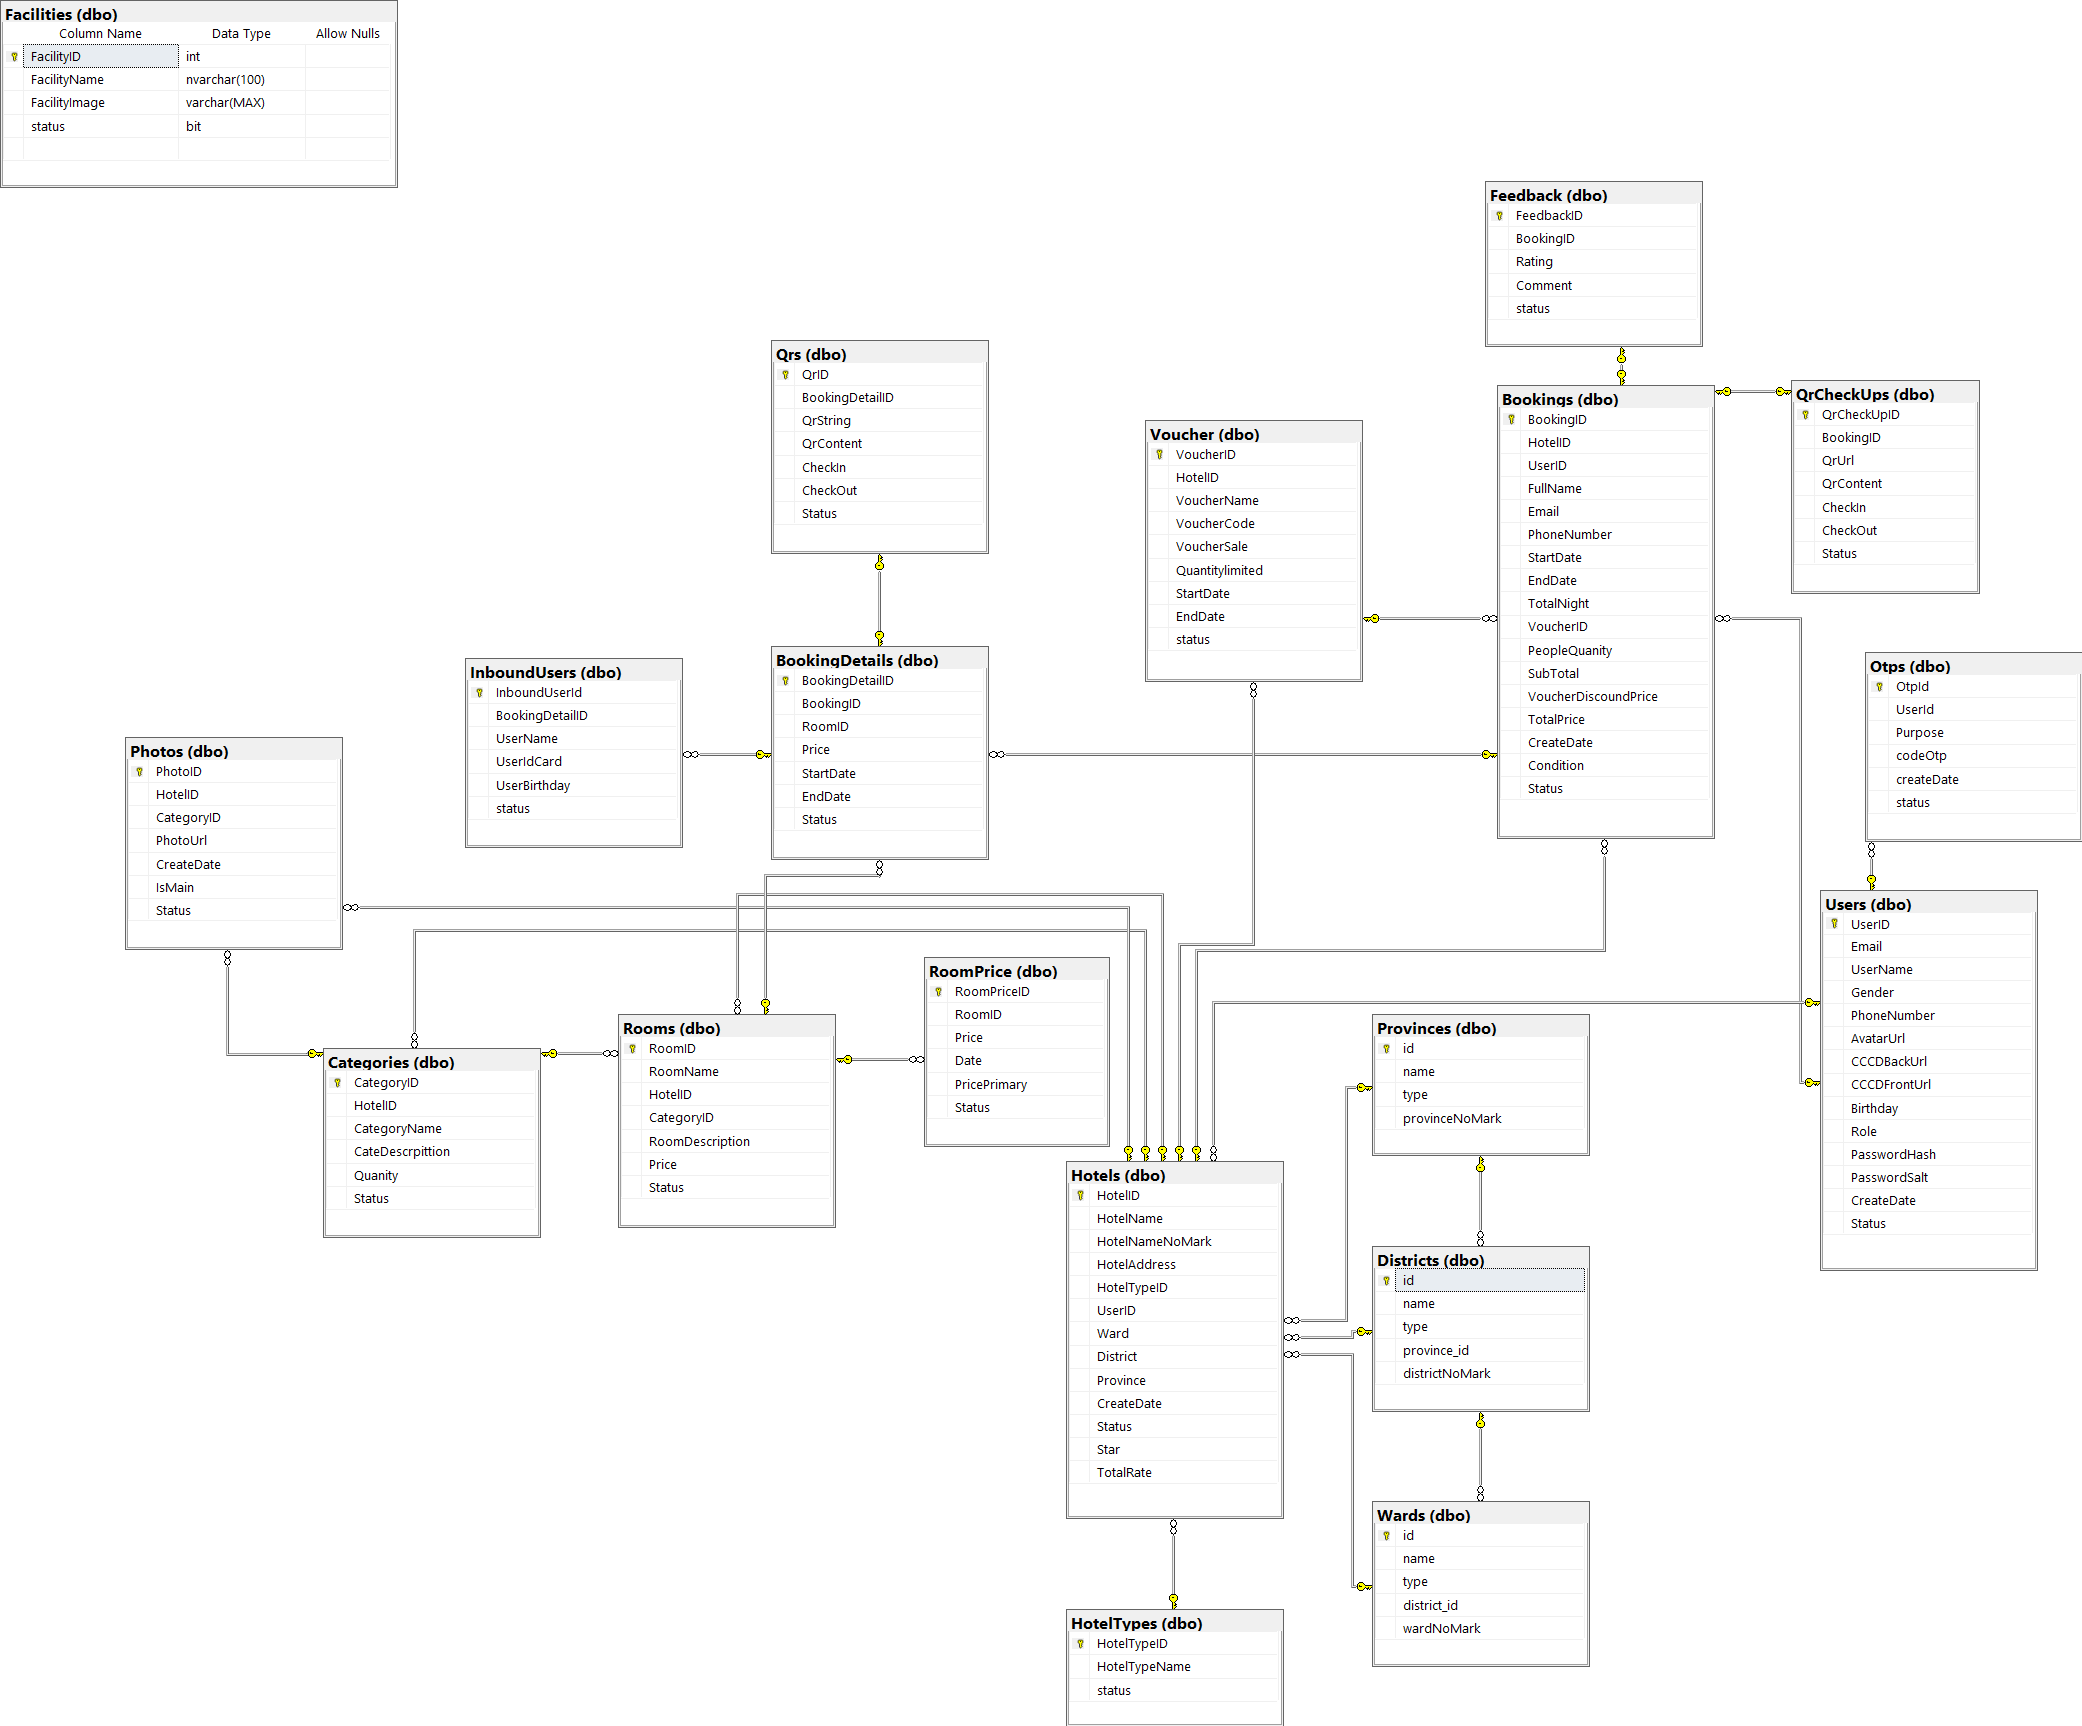 Facilities (dbo)
Column Name Data Type Allow Nulls
FacilityID int
FacilityName nvarchar(100)
FacilityImage varchar(MAX)
status bit
Feedback (dbo)
FeedbackID
BookingID
Rating
Comment
status
Qrs (dbo)
QrID
BookingDetailID
QrString
QrContent
CheckIn
CheckOut
Status
Voucher (dbo)
VoucherID
HotelID
VoucherName
VoucherCode
VoucherSale
Quantitylimited
StartDate
EndDate
status
Bookings (dbo)
BookingID
HotelID
UserID
FullName
Email
PhoneNumber
StartDate
EndDate
TotalNight
VoucherID
PeopleQuanity
SubTotal
VoucherDiscoundPrice
TotalPrice
CreateDate
Condition
Status
QrCheckUps (dbo)
QrCheckUpID
BookingID
QrUrl
QrContent
CheckIn
CheckOut
Status
InboundUsers (dbo)
InboundUserId
BookingDetailID
UserName
UserIdCard
UserBirthday
status
BookingDetails (dbo)
BookingDetailID
BookingID
RoomID
Price
StartDate
EndDate
Status
Otps (dbo)
OtpId
UserId
Purpose
codeOtp
createDate
status
Photos (dbo)
PhotoID
HotelID
CategoryID
PhotoUrl
CreateDate
IsMain
Status
Users (dbo)
UserID
Email
UserName
Gender
PhoneNumber
AvatarUrl
CCCDBackUrl
CCCDFrontUrl
Birthday
Role
PasswordHash
PasswordSalt
CreateDate
Status
Categories (dbo)
CategoryID
HotelID
CategoryName
CateDescrpittion
Quanity
Status
Rooms (dbo)
RoomID
RoomName
HotelID
CategoryID
RoomDescription
Price
Status
RoomPrice (dbo)
RoomPriceID
RoomID
Price
Date
PricePrimary
Status
Provinces (dbo)
id
name
type
provinceNoMark
Hotels (dbo)
HotelID
HotelName
HotelNameNoMark
HotelAddress
HotelTypeID
UserID
Ward
District
Province
CreateDate
Status
Star
TotalRate
Districts (dbo)
id
name
type
province_id
districtNoMark
Wards (dbo)
id
name
type
district_id
wardNoMark
HotelTypes (dbo)
HotelTypeID
HotelTypeName
status